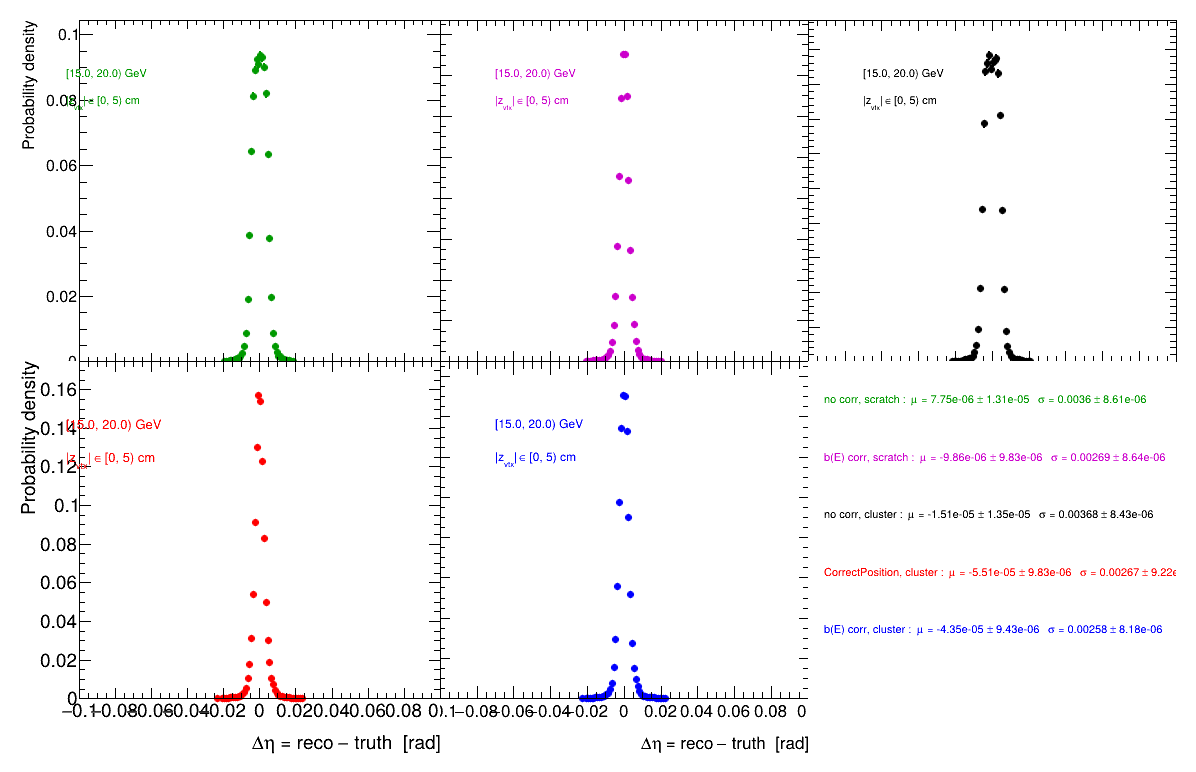 Probability density
0.1
0.08
0.06
0.04
0.02
0
[15.0, 20.0) GeV
|z_vtx| ∈ [0, 5) cm
[15.0, 20.0) GeV
|z_vtx| ∈ [0, 5) cm
[15.0, 20.0) GeV
|z_vtx| ∈ [0, 5) cm
Probability density
0.16
0.14
0.12
0.1
0.08
0.06
0.04
0.02
0
[15.0, 20.0) GeV
|z_vtx| ∈ [0, 5) cm
−0.1−0.08−0.06−0.04−0.02 0 0.02 0.04 0.06 0.08 0.1
Δη = reco − truth [rad]
[15.0, 20.0) GeV
|z_vtx| ∈ [0, 5) cm
−0.08−0.06−0.04−0.02 0 0.02 0.04 0.06 0.08 0
Δη = reco − truth [rad]
no corr, scratch : μ = 7.75e-06 ± 1.31e-05 σ = 0.0036 ± 8.61e-06
b(E) corr, scratch : μ = -9.86e-06 ± 9.83e-06 σ = 0.00269 ± 8.64e-06
no corr, cluster : μ = -1.51e-05 ± 1.35e-05 σ = 0.00368 ± 8.43e-06
CorrectPosition, cluster : μ = -5.51e-05 ± 9.83e-06 σ = 0.00267 ± 9.22e
b(E) corr, cluster : μ = -4.35e-05 ± 9.43e-06 σ = 0.00258 ± 8.18e-06